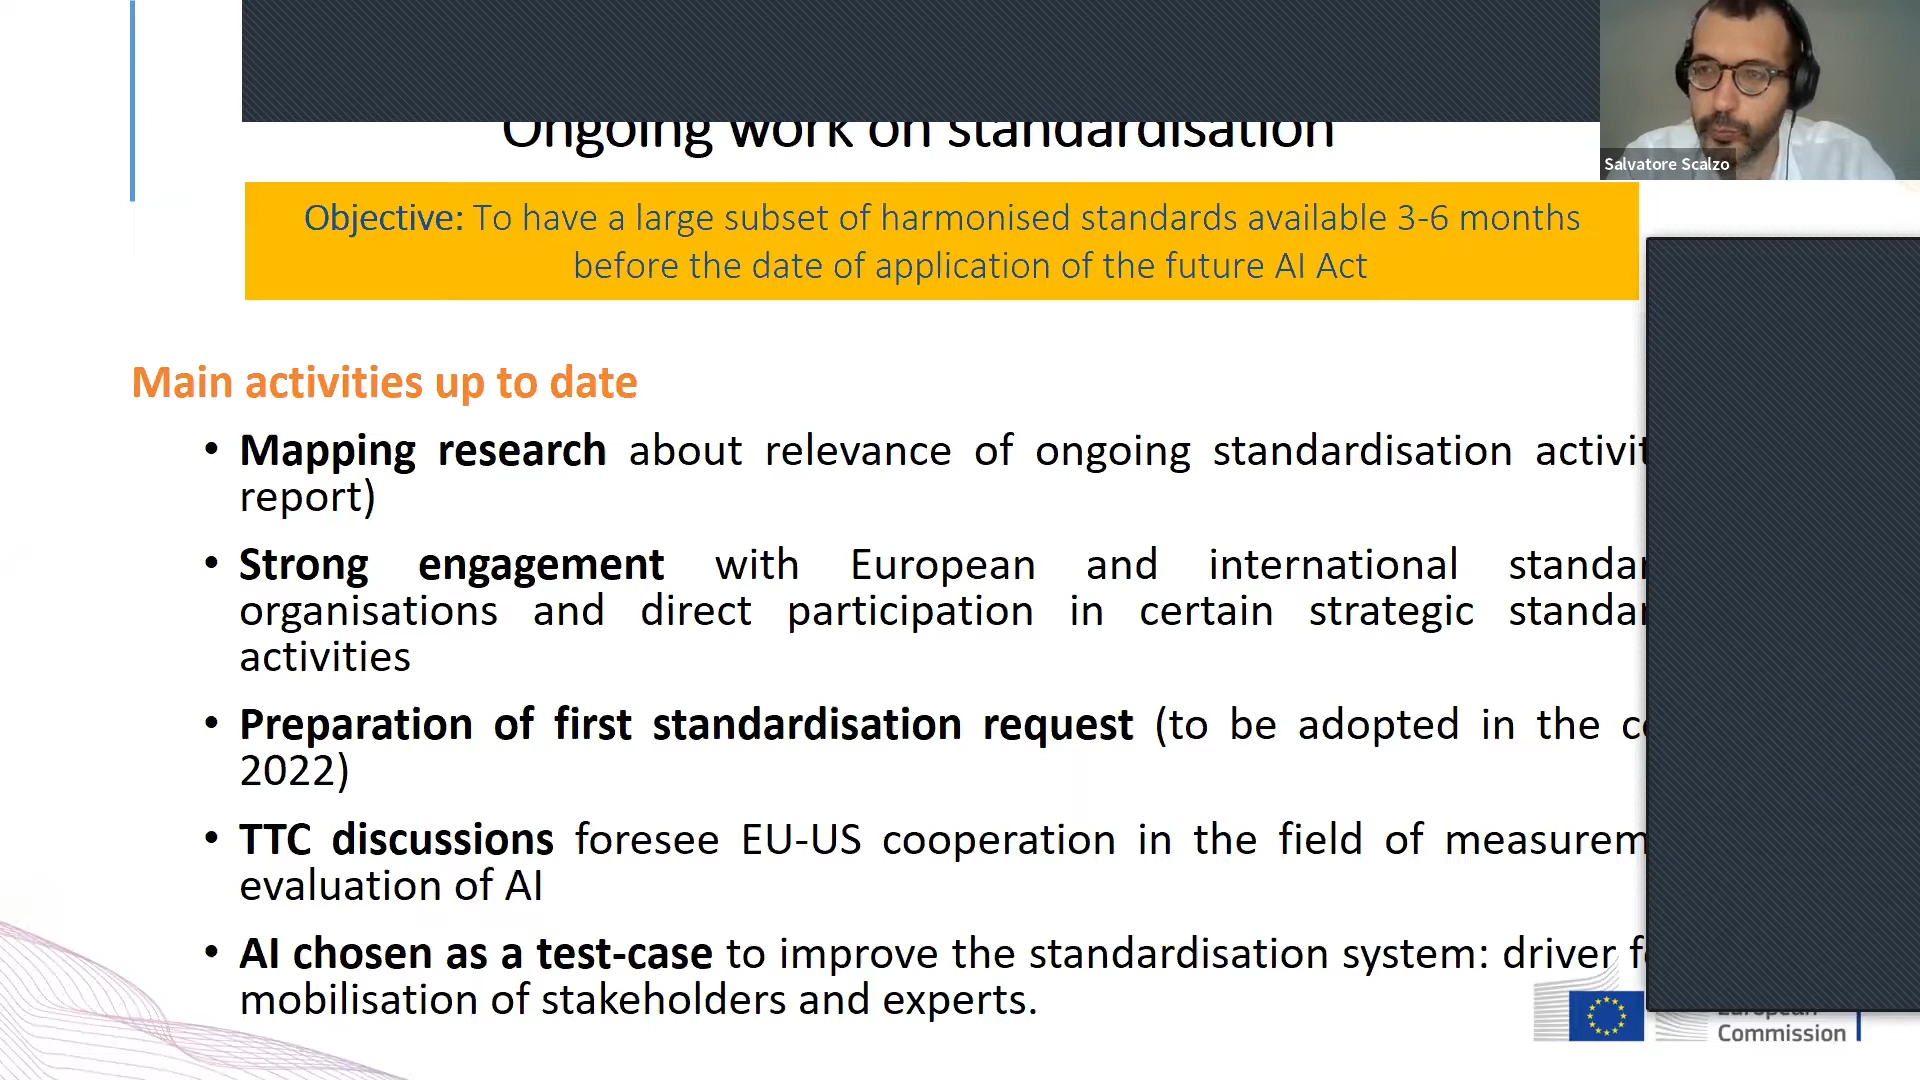 Salvatore Scalzo
Ongoing work on standardisation
Objective: To have a large subset of harmonised standards available 3-6 months
before the date of application of the future AI Act
Main activities up to date
• Mapping research about relevance of ongoing standardisation
report)
• Strong engagement with European and international
organisations and direct participation in certain strategic
activities
• Preparation of first standardisation request (to be adopted in the
2022)
• TTC discussions foresee EU-US cooperation in the field of
evaluation of AI
• AI chosen as a test-case to improve the standardisation system: driver
mobilisation of stakeholders and experts.
European
Commission